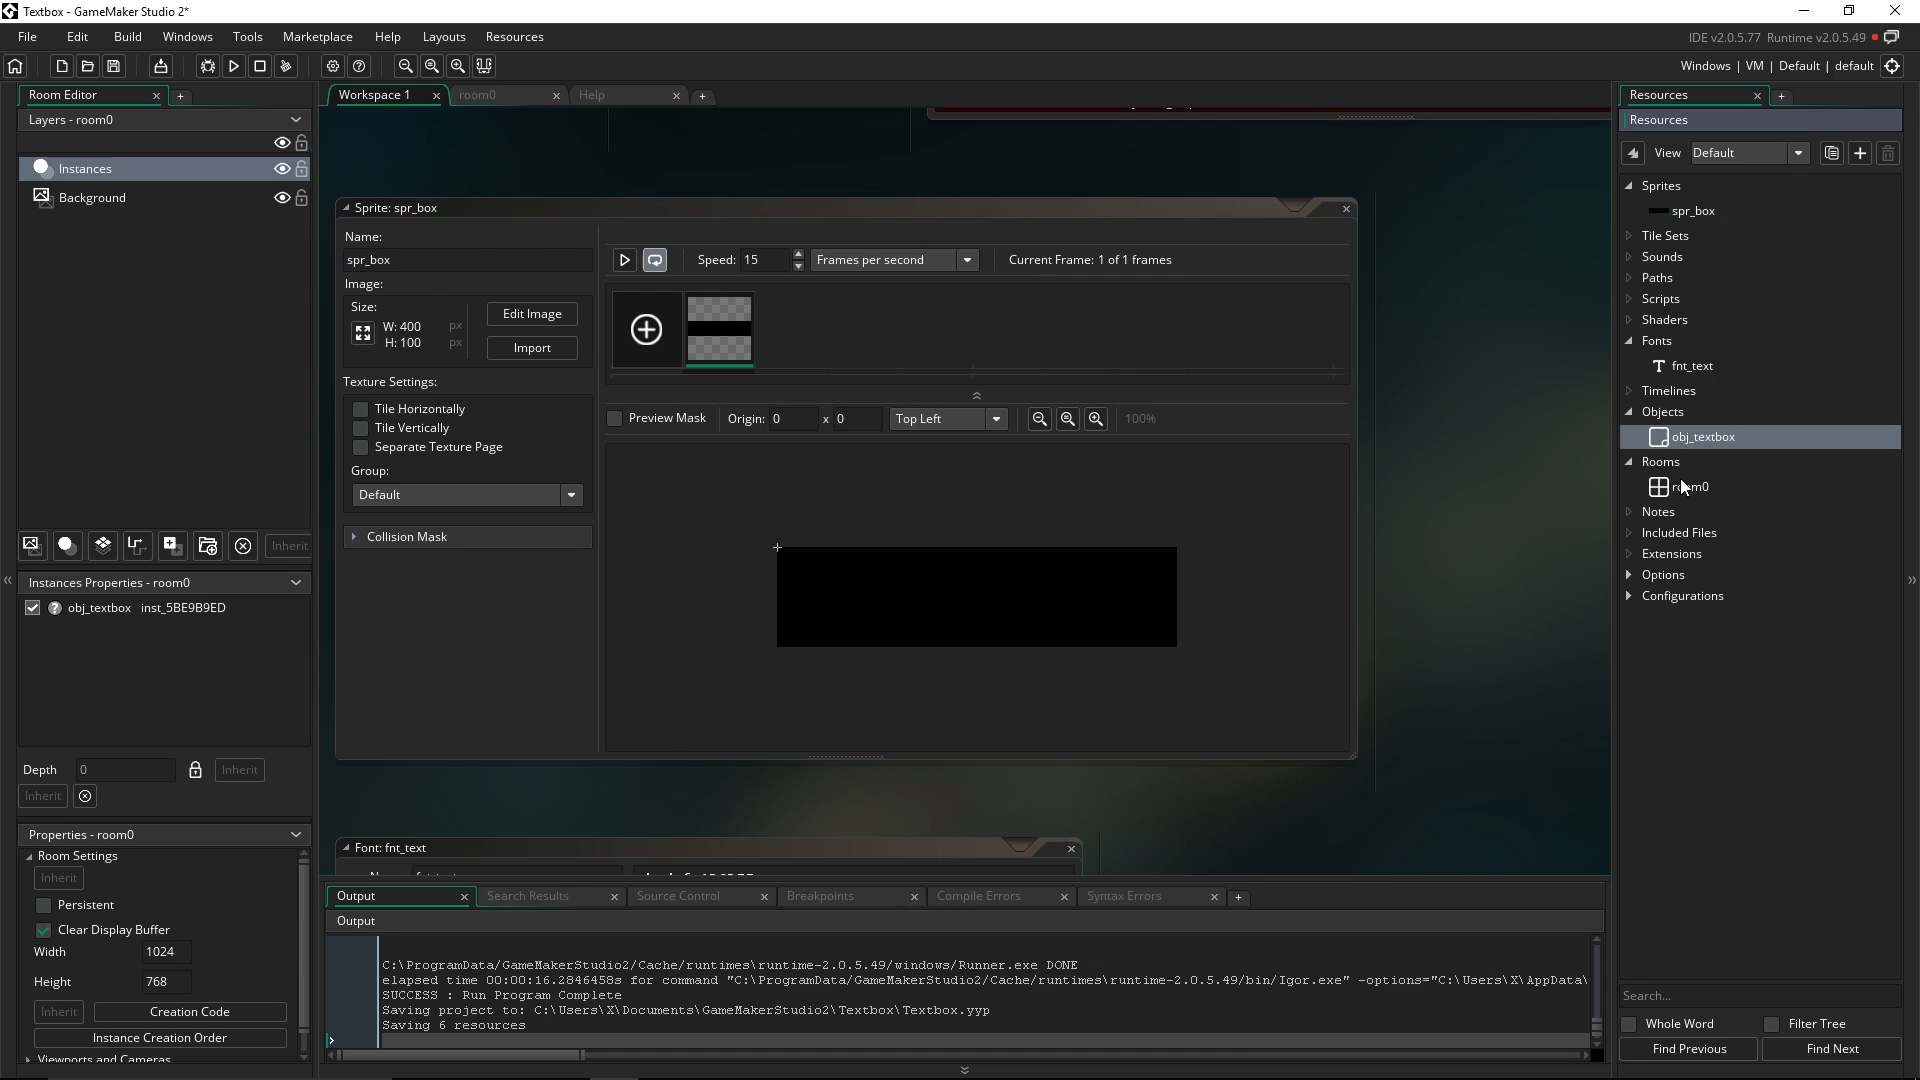 Textbox - GameMaker Studio 2*
File Edit Build Windows Tools Marketplace Help Layouts Resources
IDE v2.0.5.77 Runtime v2.0.5.49
Windows | VM | Default | default
Room Editor
Layers - room0
Instances
Background
Inherit
Instances Properties - room0
obj_textbox inst_5BE9B9ED
Depth 0 Inherit
Inherit
Properties - room0
Room Settings
Inherit
Persistent
Clear Display Buffer
Width 1024
Height 768
Inherit Creation Code
Instance Creation Order
Viewports and Cameras
Workspace 1 room0 Help
Sprite: spr_box
Name:
spr_box
Image:
Size:
W: 400 px
H: 100 px
Edit Image
Import
Texture Settings:
Tile Horizontally
Tile Vertically
Separate Texture Page
Group:
Default
Collision Mask
Speed: 15 Frames per second Current Frame: 1 of 1 frames
Preview Mask Origin: 0 x 0 Top Left 100%
Font: fnt_text
Output Search Results Source Control Breakpoints Compile Errors Syntax Errors
Output
C:\ProgramData/GameMakerStudio2/Cache/runtimes\runtime-2.0.5.49/windows/Runner.exe DONE
elapsed time 00:00:16.2846458s for command "C:\ProgramData/GameMakerStudio2/Cache/runtimes\runtime-2.0.5.49/bin/Igor.exe" -options="C:\Users\X\AppData\
SUCCESS : Run Program Complete
Saving project to: C:\Users\X\Documents\GameMakerStudio2\Textbox\Textbox.yyp
Saving 6 resources
Resources
Resources
View Default
Sprites
spr_box
Tile Sets
Sounds
Paths
Scripts
Shaders
Fonts
fnt_text
Timelines
Objects
obj_textbox
Rooms
room0
Notes
Included Files
Extensions
Options
Configurations
Search...
Whole Word Filter Tree
Find Previous Find Next